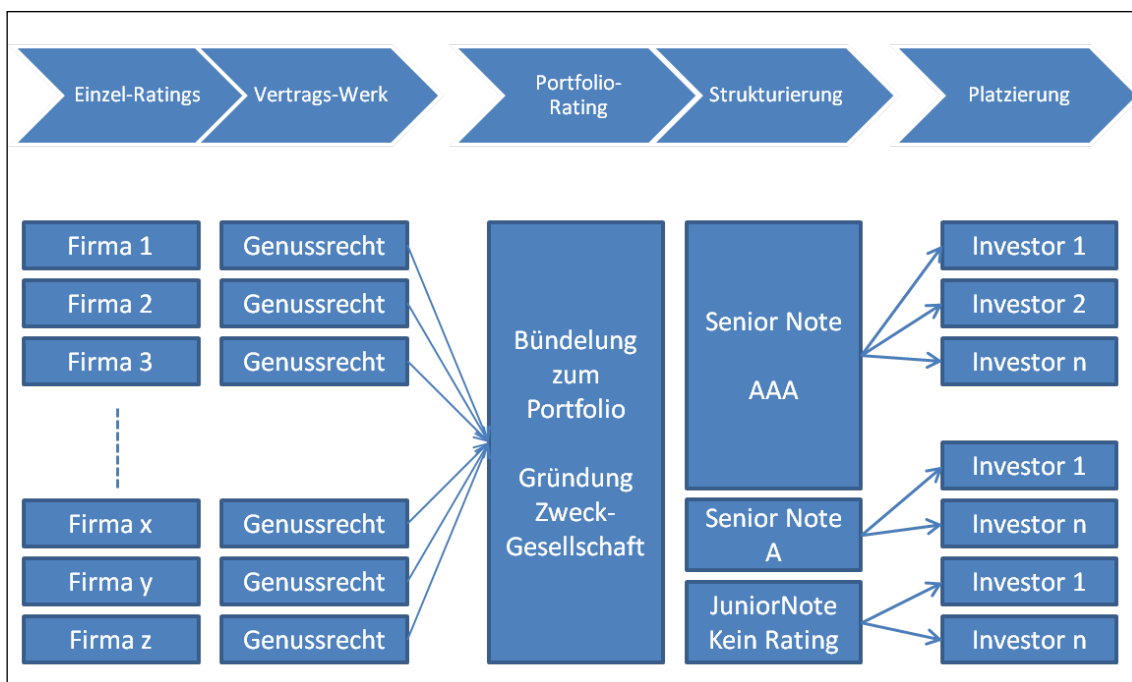 Einzel-Ratings
Vertrags-Werk
Portfolio-
Rating
Strukturierung
Platzierung
Firma 1
Firma 2
Firma 3
Firma x
Firma y
Firma z
Genussrecht
Genussrecht
Genussrecht
Genussrecht
Genussrecht
Genussrecht
Bündelung
zum
Portfolio
Gründung
Zweck-
Gesellschaft
Senior Note
AAA
Senior Note
A
JuniorNote
Kein Rating
Investor 1
Investor 2
Investor n
Investor 1
Investor n
Investor 1
Investor n